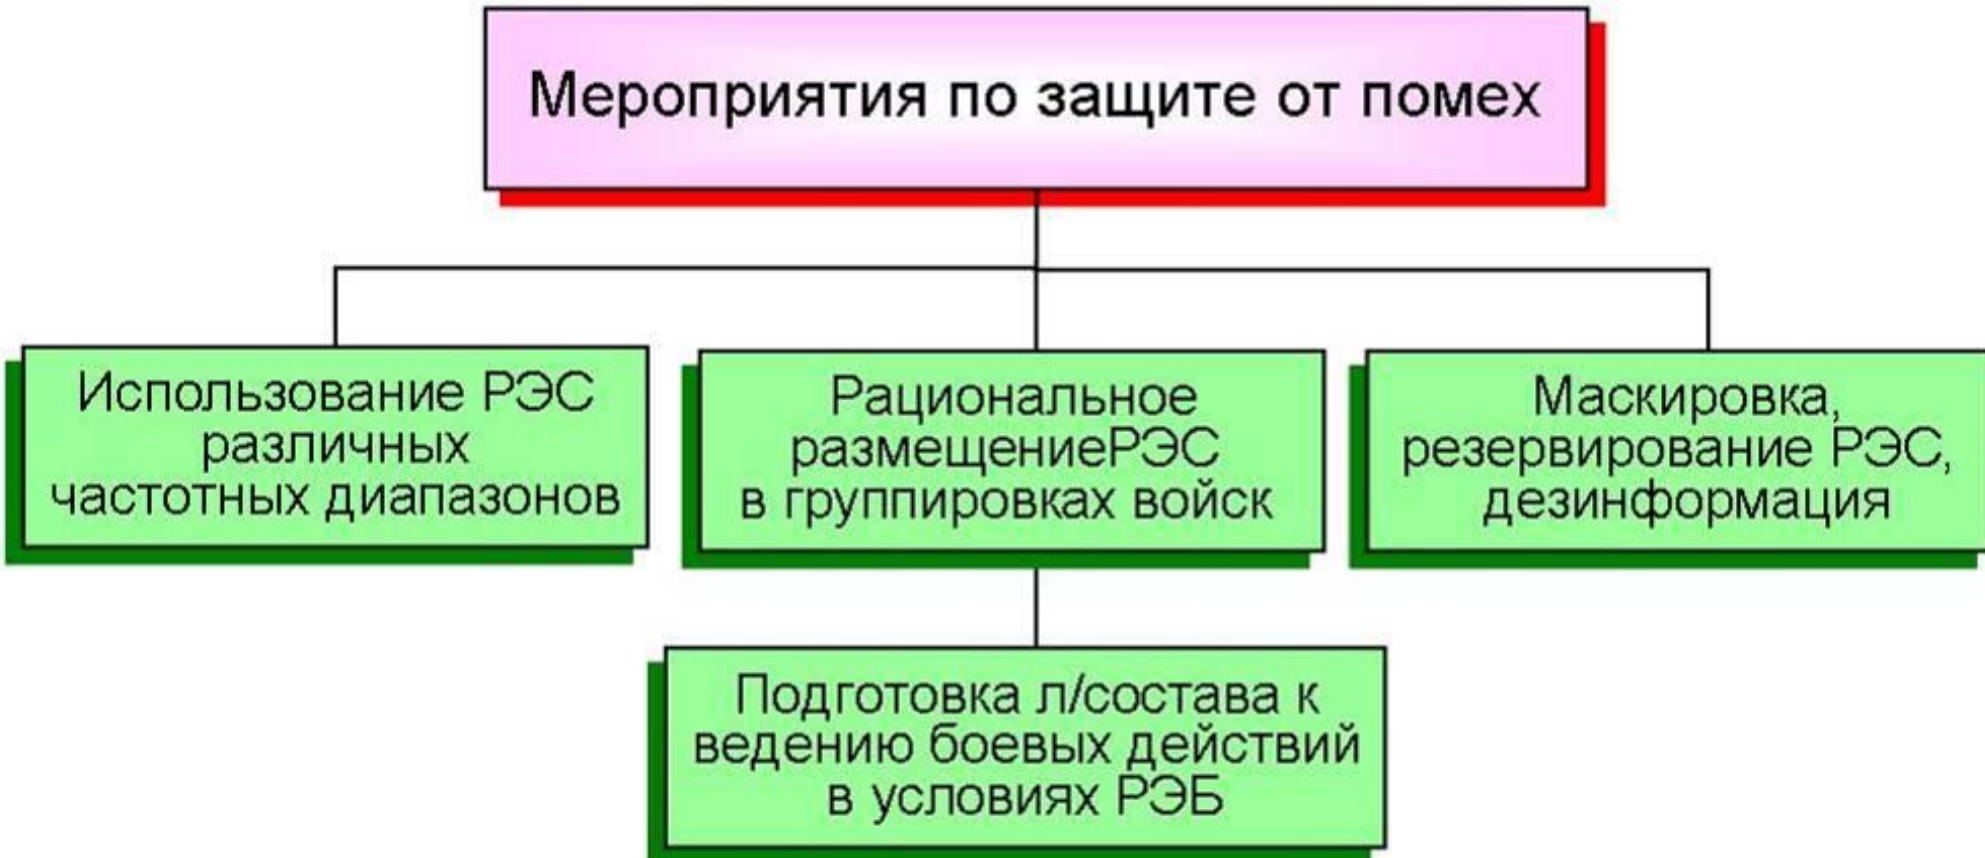 Мероприятия по защите от помех
Использование РЭС
различных
частотных диапазонов
Рациональное
размещениеРЭС
в группировках войск
Маскировка,
резервирование РЭС,
дезинформация
Подготовка л/состава к
ведению боевых действий
в условиях РЭБ